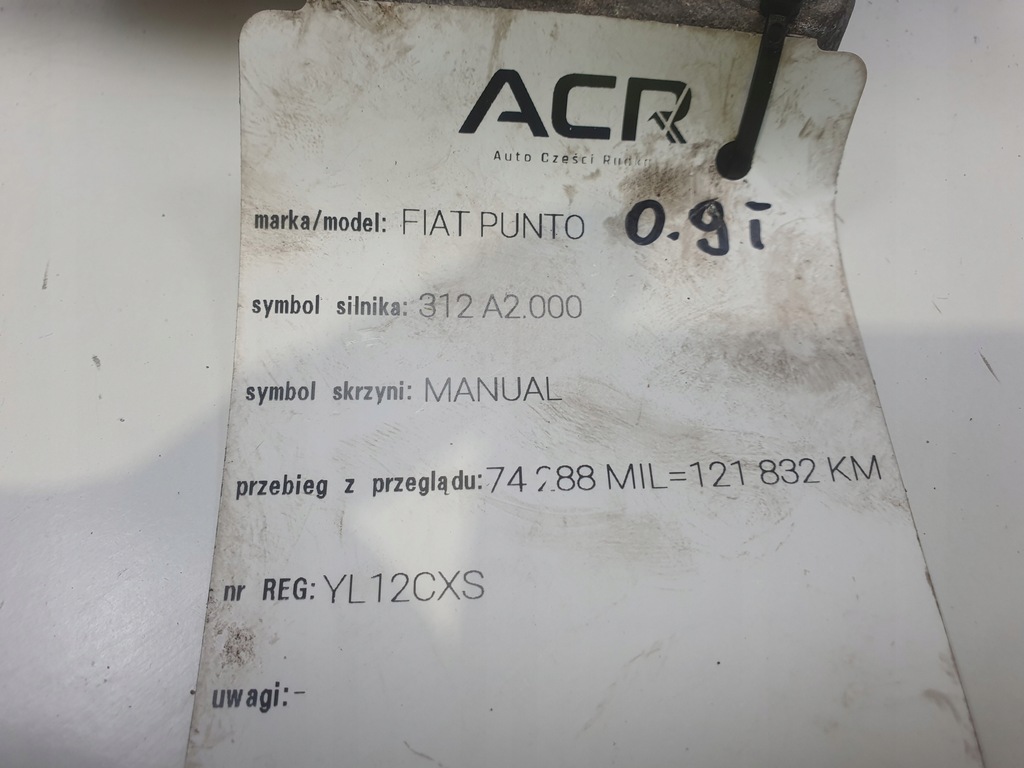 ACR
Auto Części
marka/model: FIAT PUNTO 0.9i
symbol silnika: 312 A2.000
symbol skrzyni: MANUAL
przebieg z przeglądu: 74 288 MIL=121 832 KM
nr REG: YL12CXS
uwagi:-